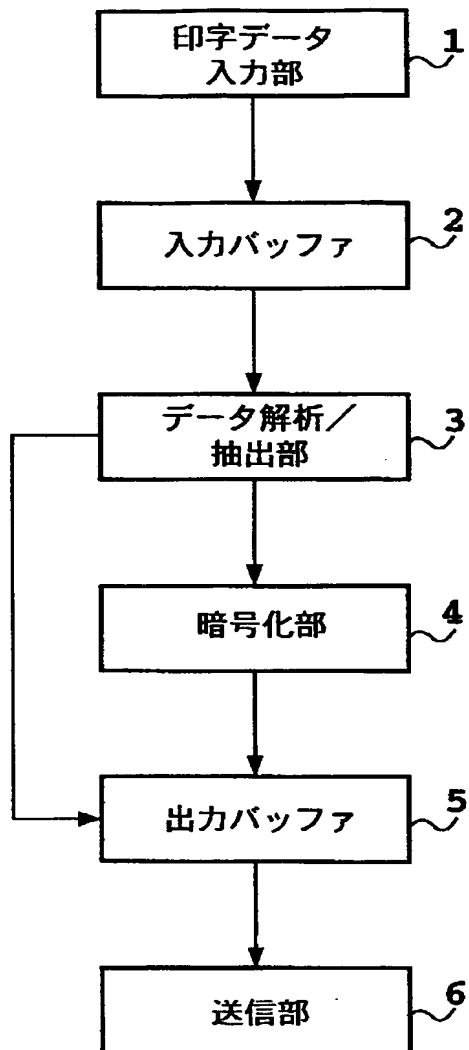 印字データ
入力部
1
入力バッファ
2
データ解析／
抽出部
3
暗号化部
4
出力バッファ
5
送信部
6